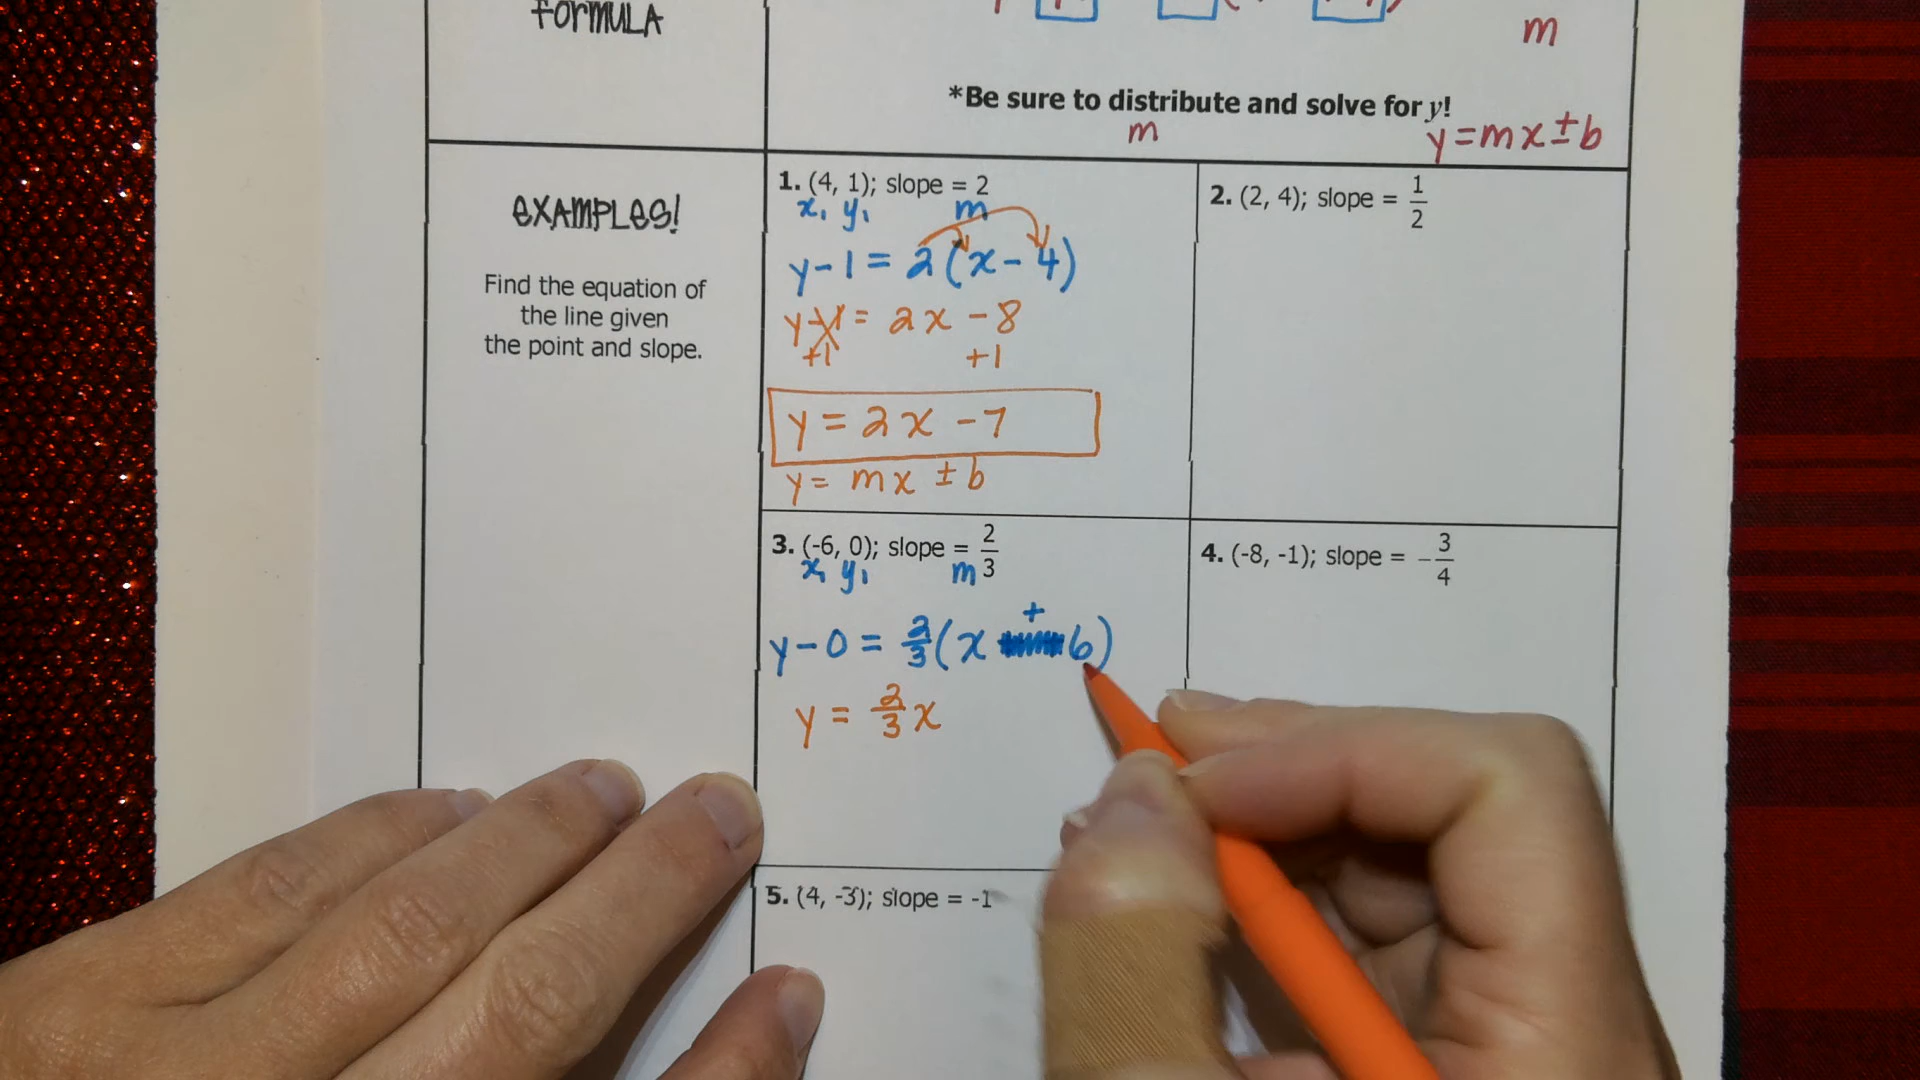 FORMULA
m
*Be sure to distribute and solve for y!
m
y=mx±b
EXAMPLES!
Find the equation of
the line given
the point and slope.
1. (4, 1); slope = 2
x₁ y₁ m
y-1 = 2(x-4)
y-1 = 2x -8
+1 +1
y = 2x -7
y = mx ± b
2. (2, 4); slope = 1/2
3. (-6, 0); slope = 2/3
x₁ y₁ m
y-0 = 2/3(x + 6)
y = 2/3 x
4. (-8, -1); slope = -3/4
5. (4, -3); slope = -1